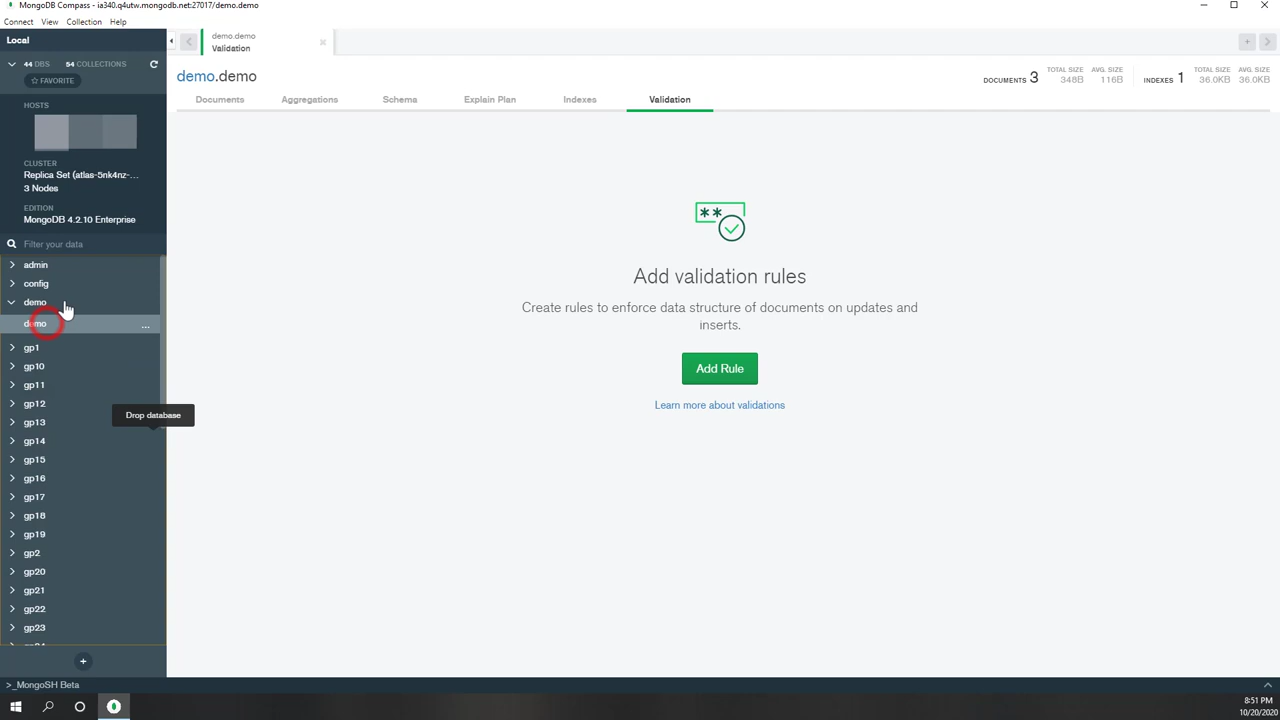 MongoDB Compass - ia340.q4utw.mongodb.net:27017/demo.demo
Connect View Collection Help
Local
44 DBS 54 COLLECTIONS
☆ FAVORITE
HOSTS
CLUSTER
Replica Set (atlas-5nk4nz-...
3 Nodes
EDITION
MongoDB 4.2.10 Enterprise
Filter your data
admin
config
demo
demo
...
gp1
gp10
gp11
gp12
Drop database
gp13
gp14
gp15
gp16
gp17
gp18
gp19
gp2
gp20
gp21
gp22
gp23
demo.demo
Validation
demo.demo
DOCUMENTS 3 TOTAL SIZE 348B AVG. SIZE 116B INDEXES 1 TOTAL SIZE 36.0KB AVG. SIZE 36.0KB
Documents Aggregations Schema Explain Plan Indexes Validation
Add validation rules
Create rules to enforce data structure of documents on updates and
inserts.
Add Rule
Learn more about validations
>_MongoSH Beta
8:51 PM
10/20/2020